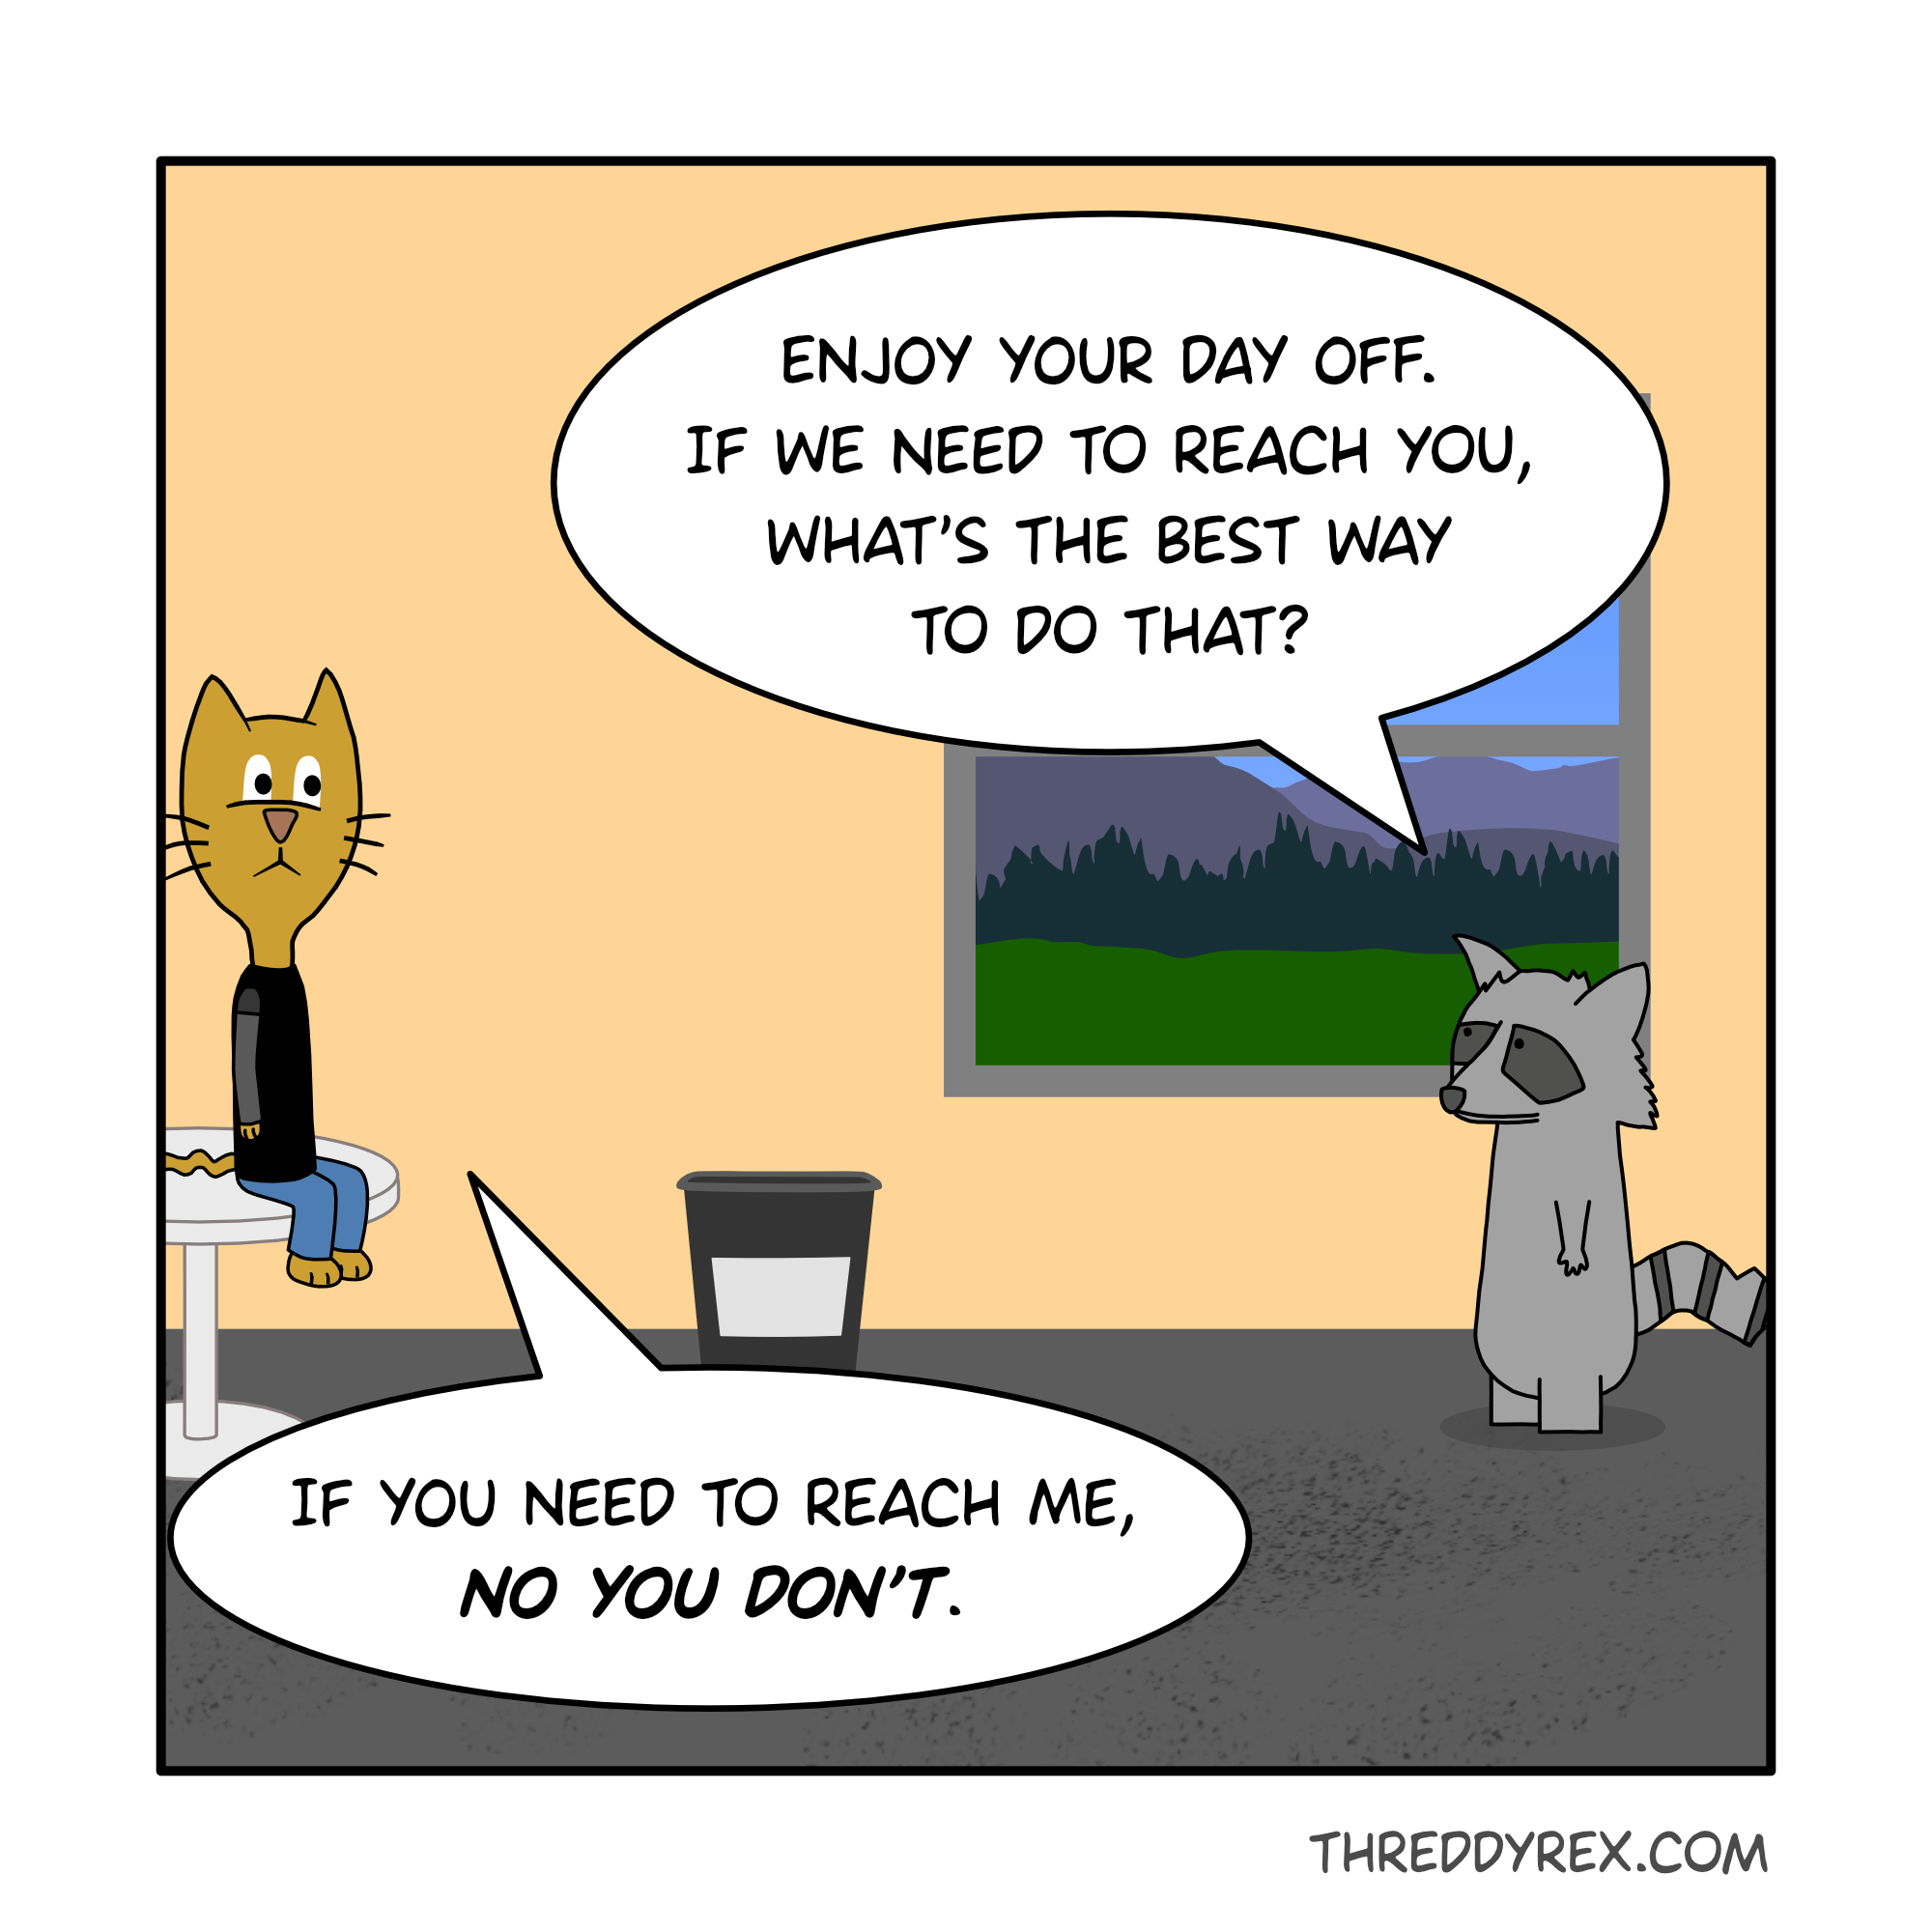 ENJOY YOUR DAY OFF.
IF WE NEED TO REACH YOU,
WHAT'S THE BEST WAY
TO DO THAT?
IF YOU NEED TO REACH ME,
NO YOU DON'T.
THREDDYREX.COM